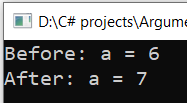 D:\C# projects\Argume
Before: a = 6
After: a = 7